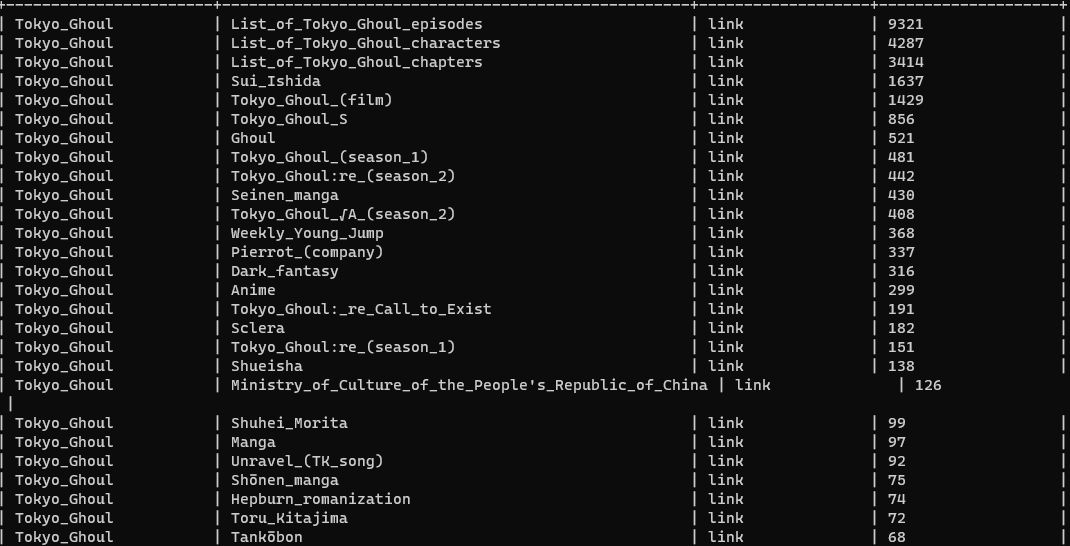 | Tokyo_Ghoul | List_of_Tokyo_Ghoul_episodes | link | 9321 |
| Tokyo_Ghoul | List_of_Tokyo_Ghoul_characters | link | 4287 |
| Tokyo_Ghoul | List_of_Tokyo_Ghoul_chapters | link | 3414 |
| Tokyo_Ghoul | Sui_Ishida | link | 1637 |
| Tokyo_Ghoul | Tokyo_Ghoul_(film) | link | 1429 |
| Tokyo_Ghoul | Tokyo_Ghoul_S | link | 856 |
| Tokyo_Ghoul | Ghoul | link | 521 |
| Tokyo_Ghoul | Tokyo_Ghoul_(season_1) | link | 481 |
| Tokyo_Ghoul | Tokyo_Ghoul:re_(season_2) | link | 442 |
| Tokyo_Ghoul | Seinen_manga | link | 430 |
| Tokyo_Ghoul | Tokyo_Ghoul_√A_(season_2) | link | 408 |
| Tokyo_Ghoul | Weekly_Young_Jump | link | 368 |
| Tokyo_Ghoul | Pierrot_(company) | link | 337 |
| Tokyo_Ghoul | Dark_fantasy | link | 316 |
| Tokyo_Ghoul | Anime | link | 299 |
| Tokyo_Ghoul | Tokyo_Ghoul:_re_Call_to_Exist | link | 191 |
| Tokyo_Ghoul | Sclera | link | 182 |
| Tokyo_Ghoul | Tokyo_Ghoul:re_(season_1) | link | 151 |
| Tokyo_Ghoul | Shueisha | link | 138 |
| Tokyo_Ghoul | Ministry_of_Culture_of_the_People's_Republic_of_China | link | 126
|
| Tokyo_Ghoul | Shuhei_Morita | link | 99 |
| Tokyo_Ghoul | Manga | link | 97 |
| Tokyo_Ghoul | Unravel_(TK_song) | link | 92 |
| Tokyo_Ghoul | Shōnen_manga | link | 75 |
| Tokyo_Ghoul | Hepburn_romanization | link | 74 |
| Tokyo_Ghoul | Toru_Kitajima | link | 72 |
| Tokyo_Ghoul | Tankōbon | link | 68 |